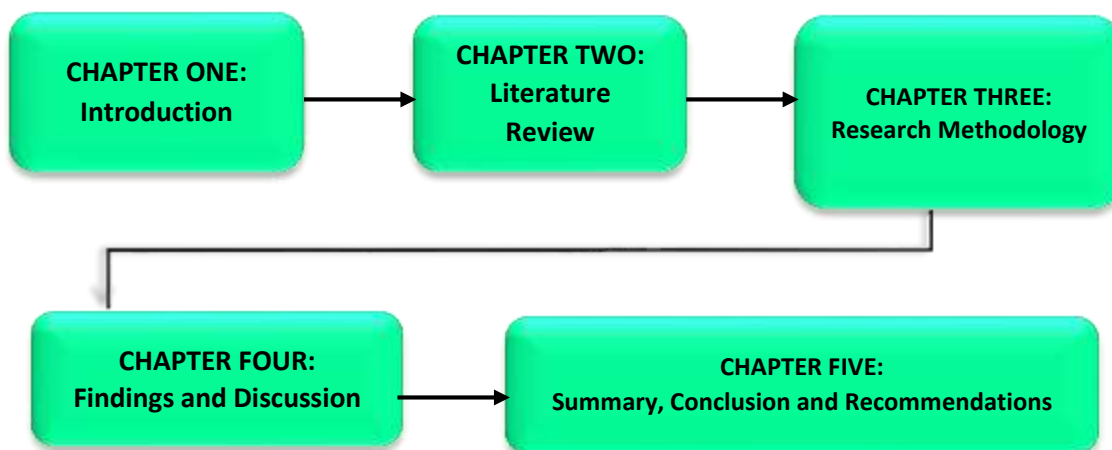 CHAPTER ONE:
Introduction
CHAPTER TWO:
Literature
Review
CHAPTER THREE:
Research Methodology
CHAPTER FOUR:
Findings and Discussion
CHAPTER FIVE:
Summary, Conclusion and Recommendations